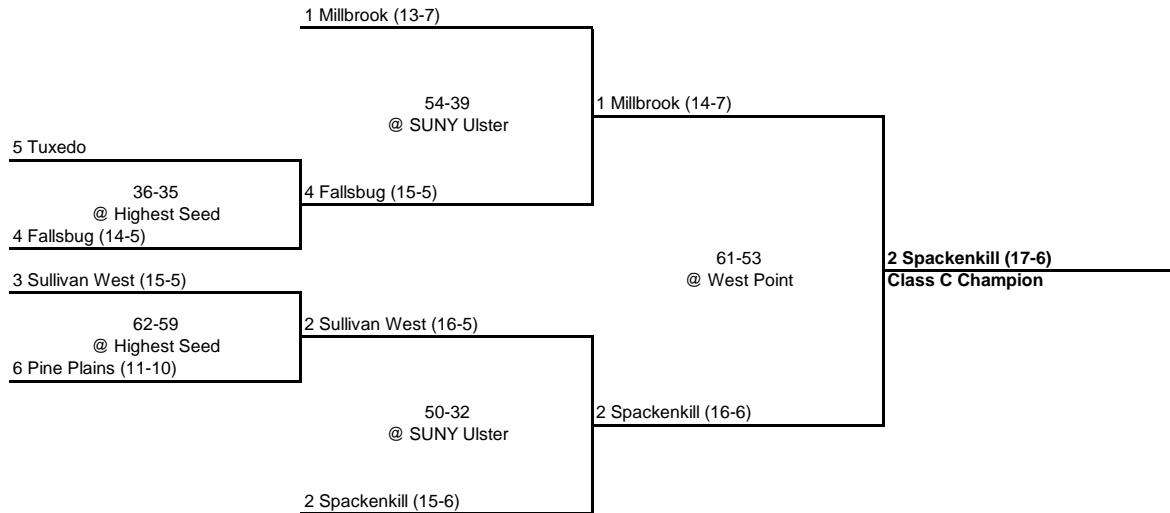 1 Millbrook (13-7)
54-39
@ SUNY Ulster
1 Millbrook (14-7)
5 Tuxedo
36-35
@ Highest Seed
4 Fallsbug (15-5)
4 Fallsbug (14-5)
61-53
@ West Point
2 Spackenkill (17-6)
Class C Champion
3 Sullivan West (15-5)
62-59
@ Highest Seed
2 Sullivan West (16-5)
6 Pine Plains (11-10)
50-32
@ SUNY Ulster
2 Spackenkill (16-6)
2 Spackenkill (15-6)